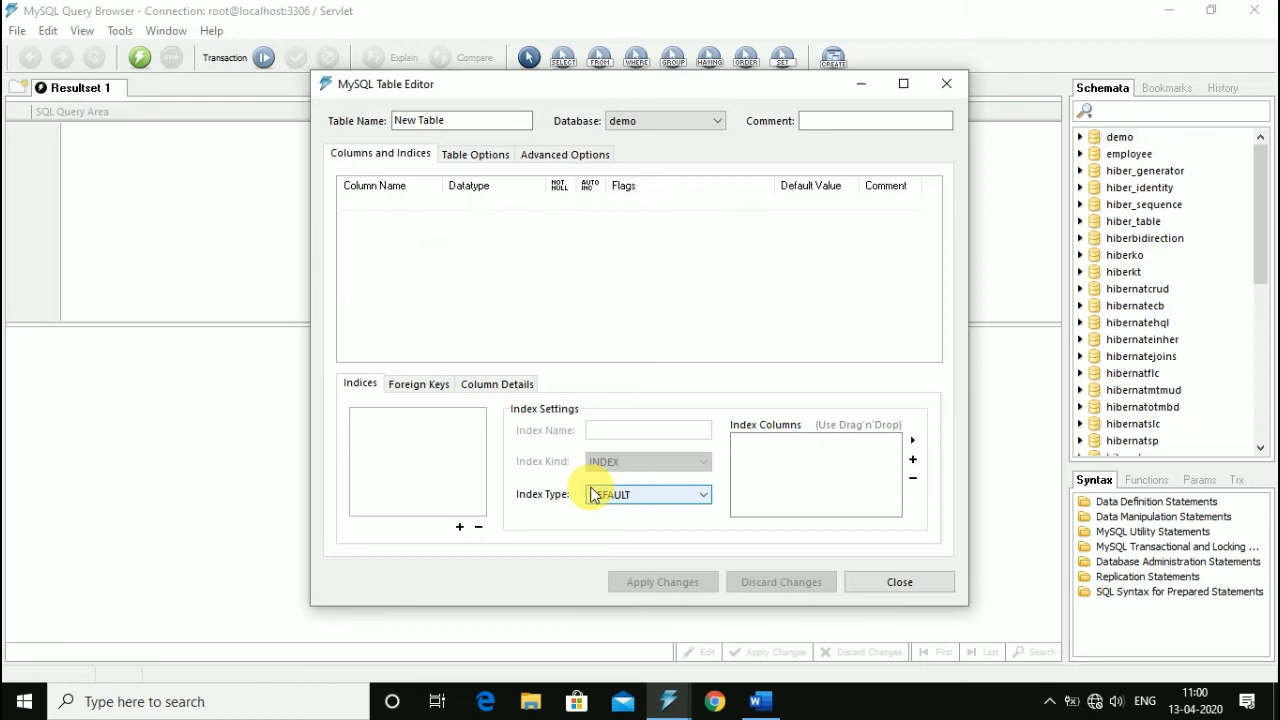 MySQL Query Browser - Connection: root@localhost:3306 / Servlet
File Edit View Tools Window Help
Transaction Explain Compare SELECT FROM WHERE GROUP HAVING ORDER SET CREATE
Resultset 1
SQL Query Area
MySQL Table Editor
Table Name: New Table Database: demo Comment:
Columns and Indices Table Options Advanced Options
Column Name Datatype NOT NULL AUTO INC Flags Default Value Comment
Indices Foreign Keys Column Details
Index Settings
Index Name:
Index Kind: INDEX
Index Type: DEFAULT
Index Columns (Use Drag'n'Drop)
+ -
+
-
Apply Changes Discard Changes Close
Schemata Bookmarks History
demo
employee
hiber_generator
hiber_identity
hiber_sequence
hiber_table
hiberbidirection
hiberko
hiberkt
hibernatcrud
hibernatecb
hibernatehql
hibernateinher
hibernatejoins
hibernatflc
hibernatmtmud
hibernatotmbd
hibernatslc
hibernatsp
Syntax Functions Params Trx
Data Definition Statements
Data Manipulation Statements
MySQL Utility Statements
MySQL Transactional and Locking ...
Database Administration Statements
Replication Statements
SQL Syntax for Prepared Statements
Edit Apply Changes Discard Changes First Last Search
Type here to search
ENG
11:00
13-04-2020